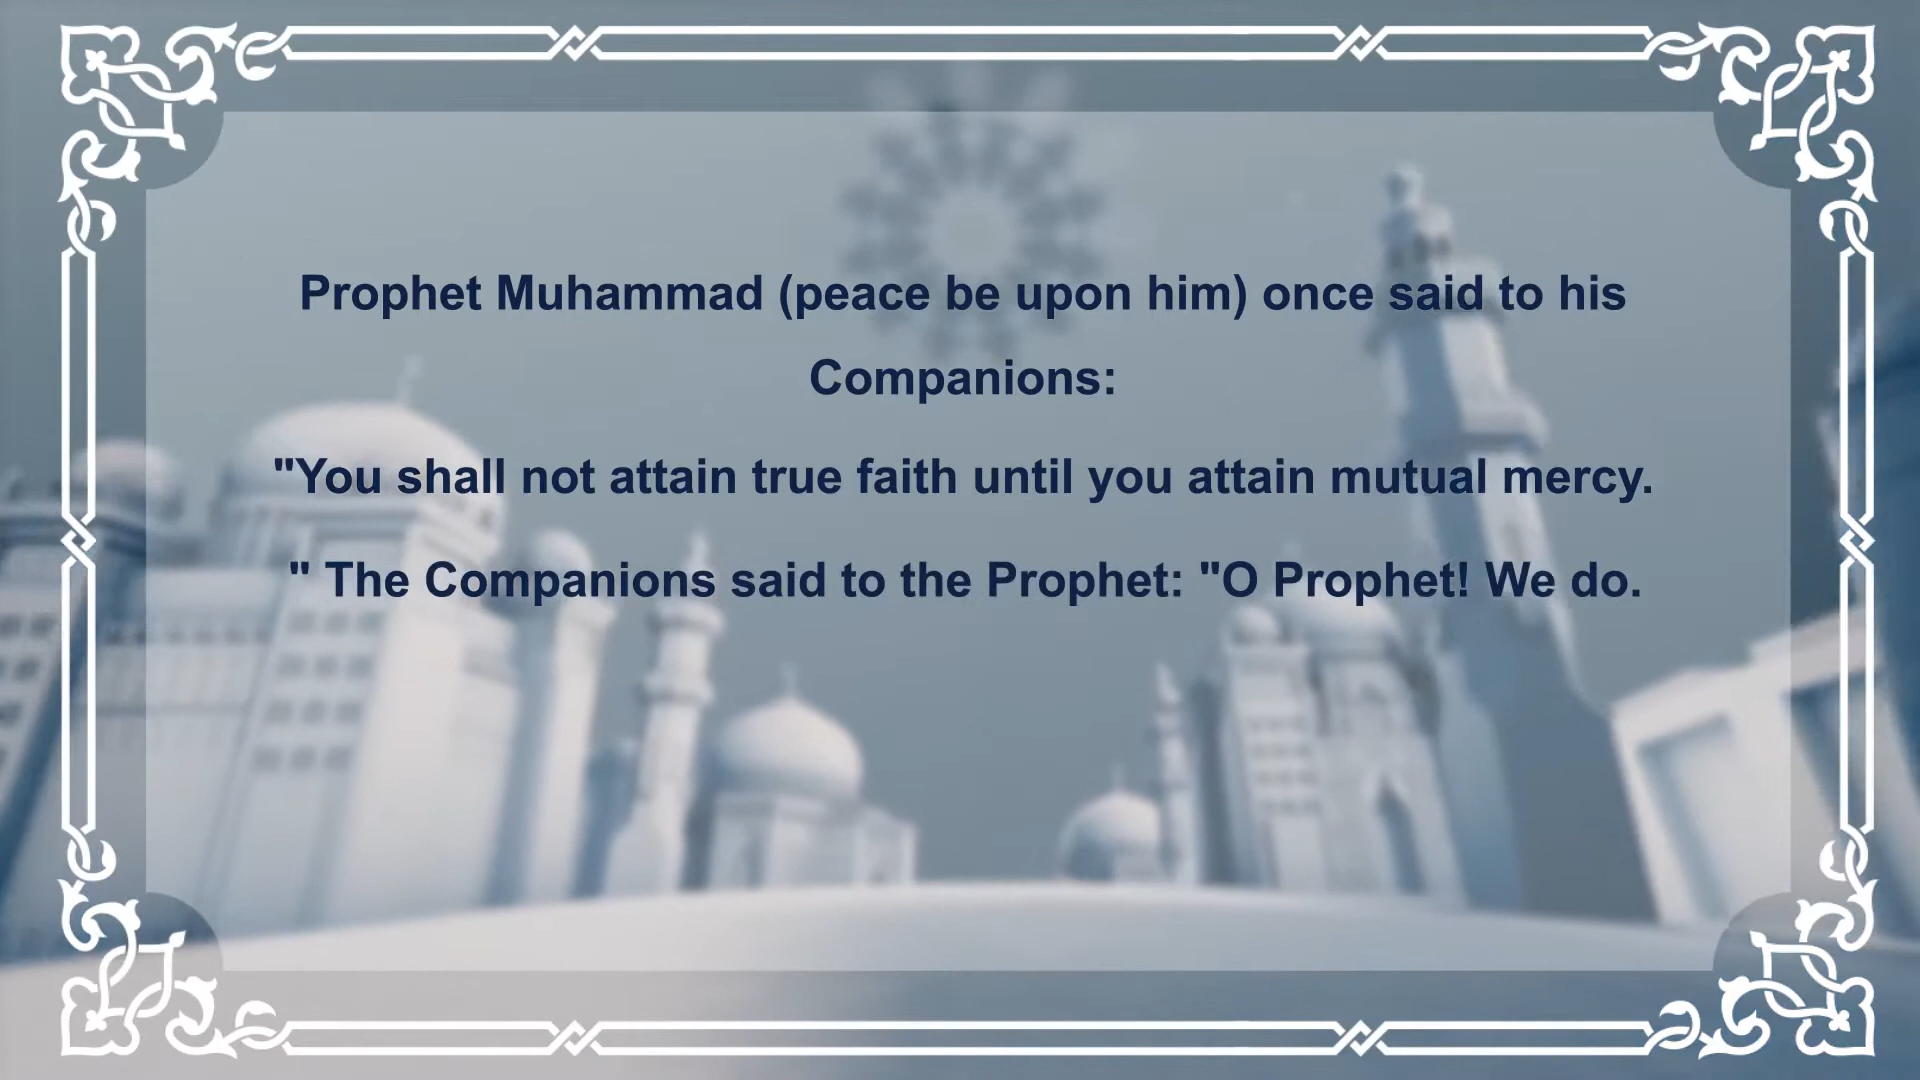 Prophet Muhammad (peace be upon him) once said to his
Companions:
"You shall not attain true faith until you attain mutual mercy.
" The Companions said to the Prophet: "O Prophet! We do.